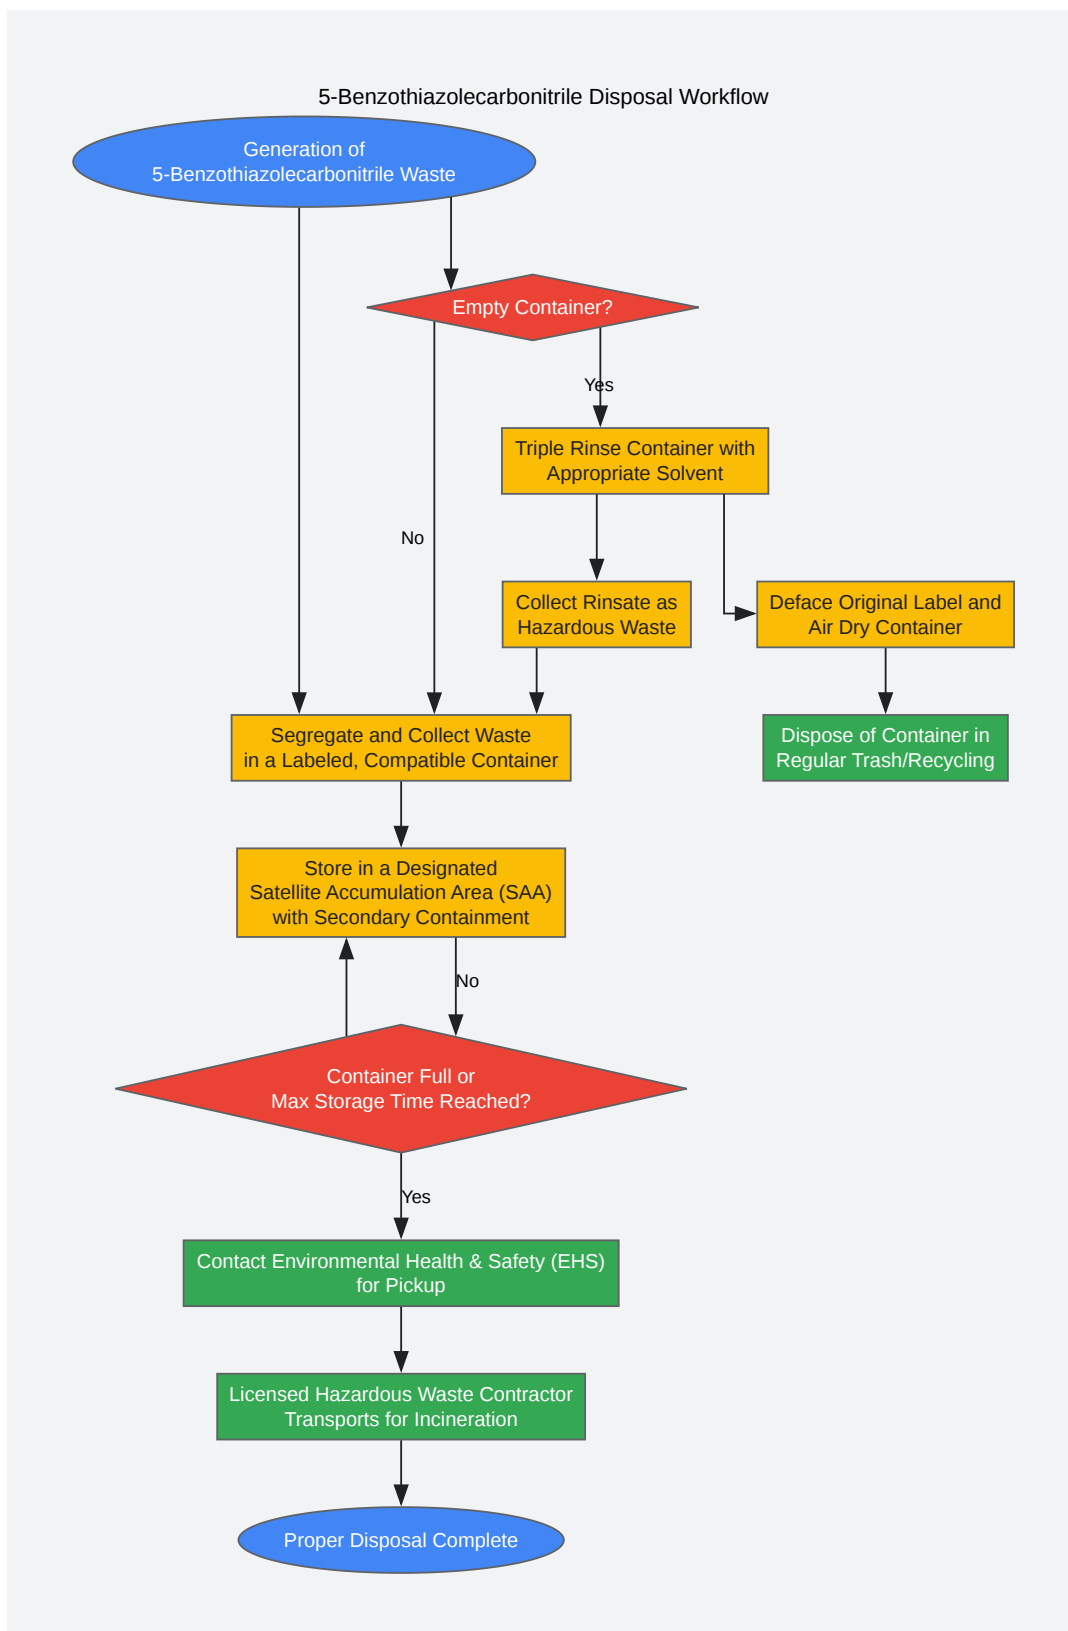 5-Benzothiazolecarbonitrile Disposal Workflow
Generation of
5-Benzothiazolecarbonitrile Waste
Empty Container?
Yes
Triple Rinse Container with
Appropriate Solvent
No
Collect Rinsate as
Hazardous Waste
Deface Original Label and
Air Dry Container
Segregate and Collect Waste
in a Labeled, Compatible Container
Dispose of Container in
Regular Trash/Recycling
Store in a Designated
Satellite Accumulation Area (SAA)
with Secondary Containment
No
Container Full or
Max Storage Time Reached?
Yes
Contact Environmental Health & Safety (EHS)
for Pickup
Licensed Hazardous Waste Contractor
Transports for Incineration
Proper Disposal Complete